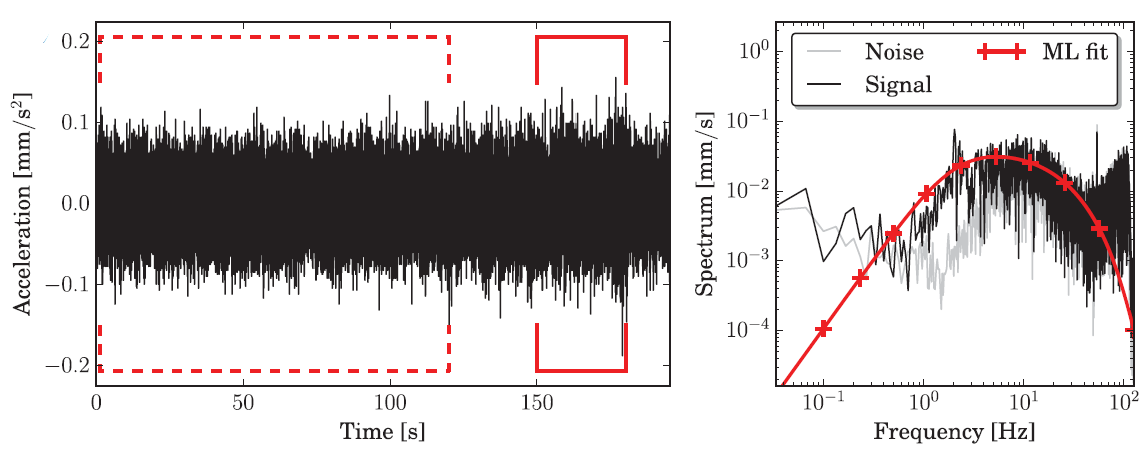 Acceleration [mm/s²]
0.2
0.1
0.0
−0.1
−0.2
0
50
100
150
Time [s]
Spectrum [mm/s]
10⁰
10⁻¹
10⁻²
10⁻³
10⁻⁴
Noise
Signal
ML fit
10⁻¹
10⁰
10¹
10²
Frequency [Hz]